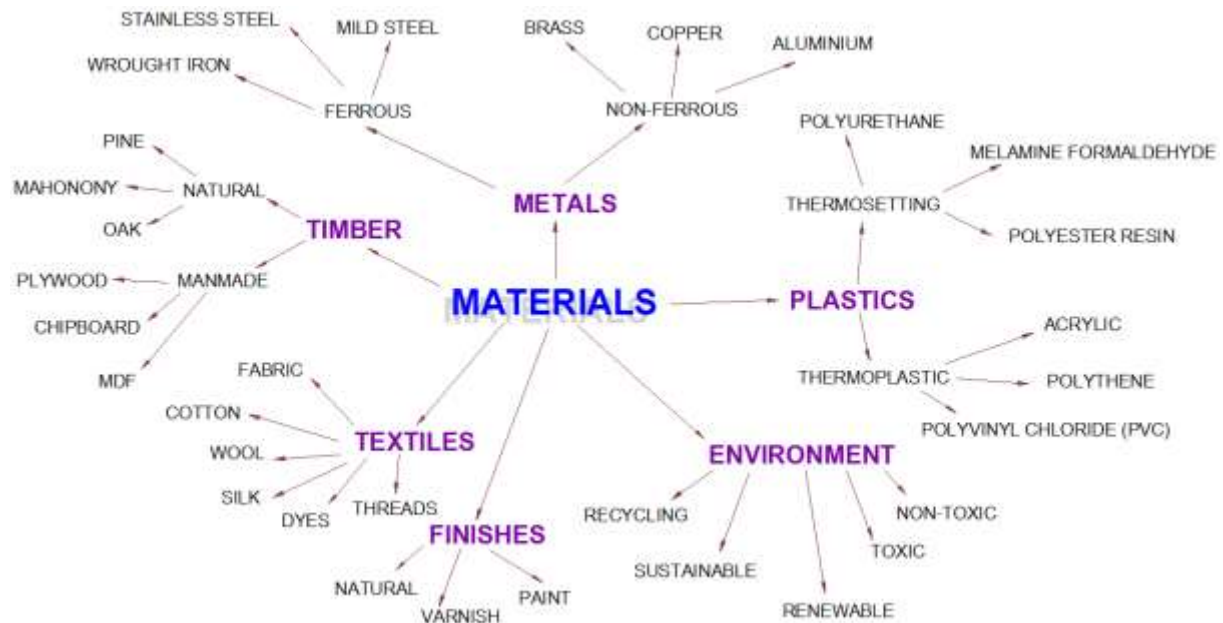 STAINLESS STEEL
MILD STEEL
BRASS
COPPER
ALUMINIUM
WROUGHT IRON
FERROUS
NON-FERROUS
POLYURETHANE
PINE
MELAMINE FORMALDEHYDE
MAHONONY
NATURAL
METALS
THERMOSETTING
OAK
TIMBER
POLYESTER RESIN
PLYWOOD
MANMADE
MATERIALS
PLASTICS
CHIPBOARD
ACRYLIC
MDF
FABRIC
THERMOPLASTIC
POLYTHENE
COTTON
TEXTILES
POLYVINYL CHLORIDE (PVC)
WOOL
ENVIRONMENT
SILK
DYES
THREADS
RECYCLING
NON-TOXIC
FINISHES
TOXIC
SUSTAINABLE
NATURAL
PAINT
VARNISH
RENEWABLE